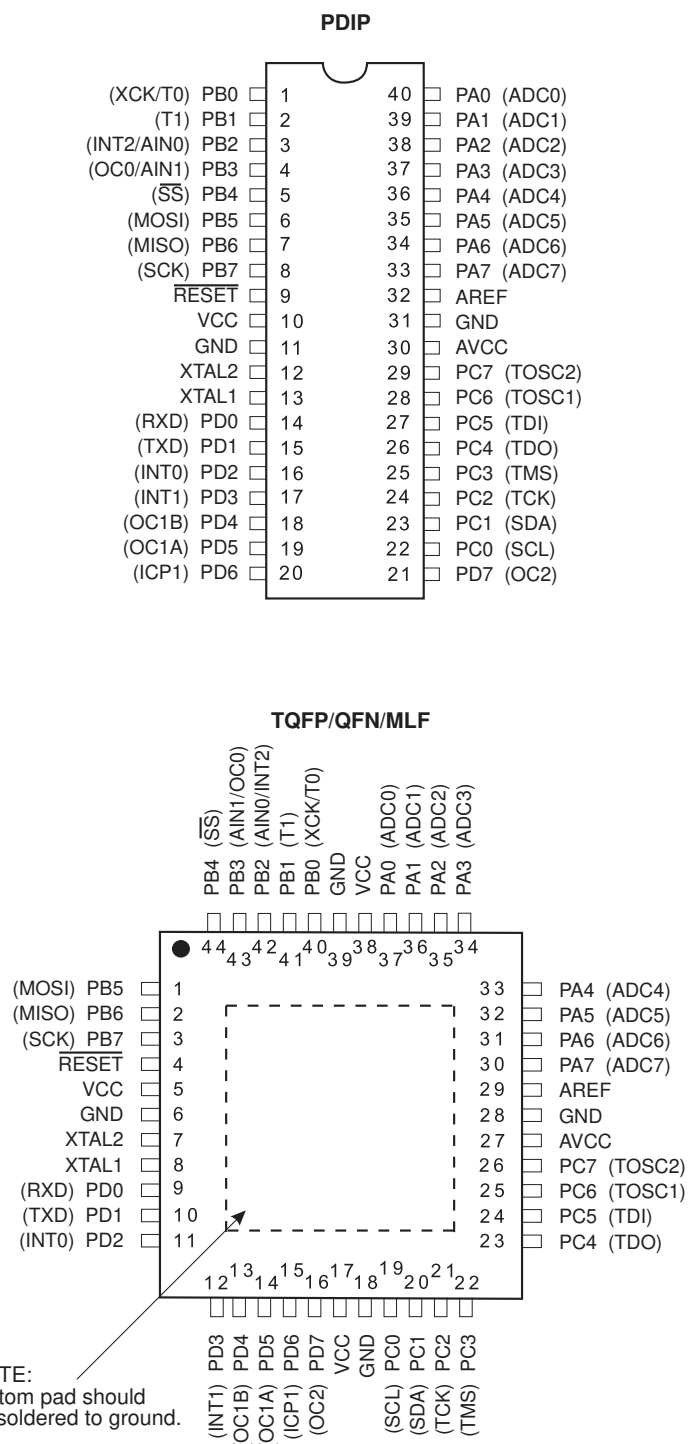 PDIP
(XCK/T0) PB0 1 40 PA0 (ADC0)
(T1) PB1 2 39 PA1 (ADC1)
(INT2/AIN0) PB2 3 38 PA2 (ADC2)
(OC0/AIN1) PB3 4 37 PA3 (ADC3)
(SS) PB4 5 36 PA4 (ADC4)
(MOSI) PB5 6 35 PA5 (ADC5)
(MISO) PB6 7 34 PA6 (ADC6)
(SCK) PB7 8 33 PA7 (ADC7)
RESET 9 32 AREF
VCC 10 31 GND
GND 11 30 AVCC
XTAL2 12 29 PC7 (TOSC2)
XTAL1 13 28 PC6 (TOSC1)
(RXD) PD0 14 27 PC5 (TDI)
(TXD) PD1 15 26 PC4 (TDO)
(INT0) PD2 16 25 PC3 (TMS)
(INT1) PD3 17 24 PC2 (TCK)
(OC1B) PD4 18 23 PC1 (SDA)
(OC1A) PD5 19 22 PC0 (SCL)
(ICP1) PD6 20 21 PD7 (OC2)
TQFP/QFN/MLF
PB4 (SS)
PB3 (AIN1/OC0)
PB2 (AIN0/INT2)
PB1 (T1)
PB0 (XCK/T0)
GND
VCC
PA0 (ADC0)
PA1 (ADC1)
PA2 (ADC2)
PA3 (ADC3)
44 43 42 41 40 39 38 37 36 35 34
(MOSI) PB5 1 33 PA4 (ADC4)
(MISO) PB6 2 32 PA5 (ADC5)
(SCK) PB7 3 31 PA6 (ADC6)
RESET 4 30 PA7 (ADC7)
VCC 5 29 AREF
GND 6 28 GND
XTAL2 7 27 AVCC
XTAL1 8 26 PC7 (TOSC2)
(RXD) PD0 9 25 PC6 (TOSC1)
(TXD) PD1 10 24 PC5 (TDI)
(INT0) PD2 11 23 PC4 (TDO)
12 13 14 15 16 17 18 19 20 21 22
(INT1) PD3
OC1B) PD4
OC1A) PD5
(ICP1) PD6
(OC2) PD7
VCC
GND
(SCL) PC0
(SDA) PC1
(TCK) PC2
(TMS) PC3
TE:
tom pad should
soldered to ground.